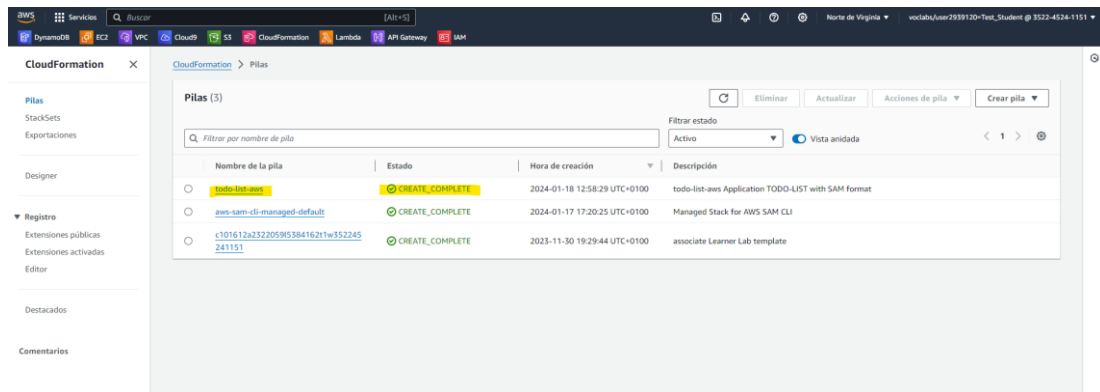 aws Servicios Buscar [Alt+S] Norte de Virginia voclabs/user2939120=Test_Student @ 3522-4524-1151
DynamoDB EC2 VPC Cloud9 S3 CloudFormation Lambda API Gateway IAM
CloudFormation
CloudFormation > Pilas
Pilas
StackSets
Exportaciones
Designer
Registro
Extensiones públicas
Extensiones activadas
Editor
Destacados
Comentarios
Pilas (3)
Eliminar Actualizar Acciones de pila Crear pila
Filtrar estado
Filtrar por nombre de pila Activo Vista anidada 1
Nombre de la pila Estado Hora de creación Descripción
todo-list-aws CREATE_COMPLETE 2024-01-18 12:58:29 UTC+0100 todo-list-aws Application TODO-LIST with SAM format
aws-sam-cli-managed-default CREATE_COMPLETE 2024-01-17 17:20:25 UTC+0100 Managed Stack for AWS SAM CLI
c101612a2322059l5384162t1w352245
241151 CREATE_COMPLETE 2023-11-30 19:29:44 UTC+0100 associate Learner Lab template